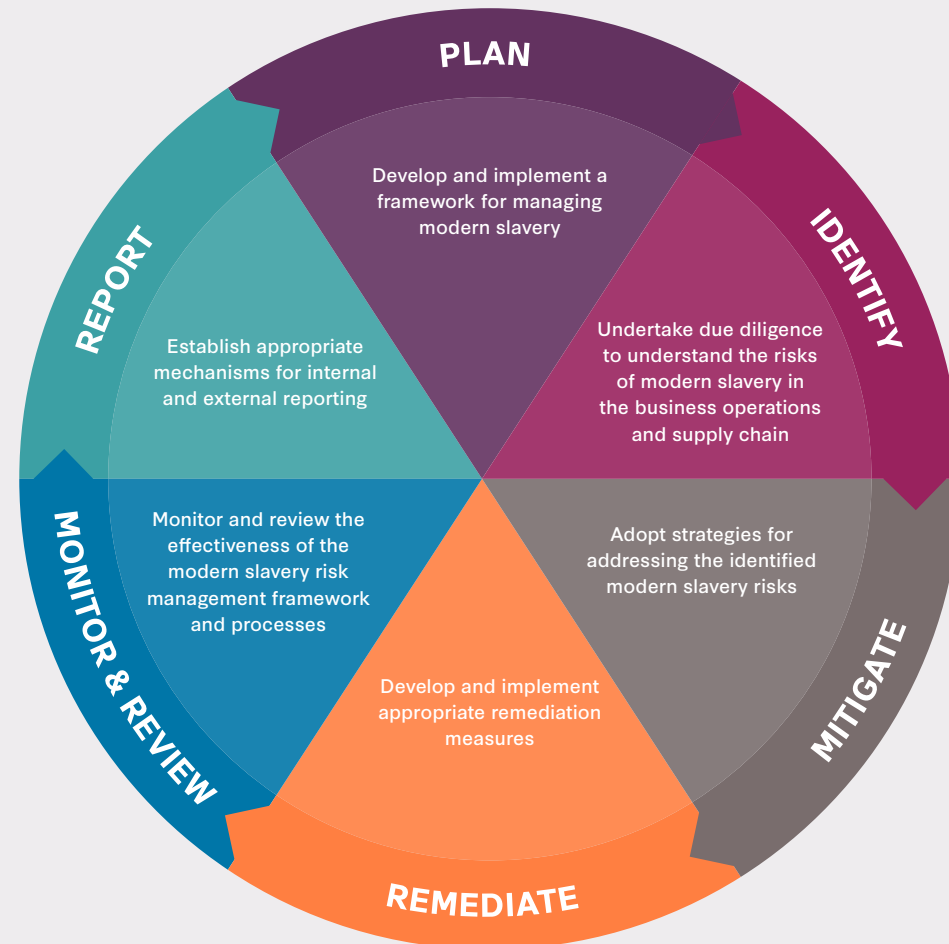 PLAN
Develop and implement a
framework for managing
modern slavery
IDENTIFY
Undertake due diligence
to understand the risks
of modern slavery in
the business operations
and supply chain
MITIGATE
Adopt strategies for
addressing the identified
modern slavery risks
REMEDIATE
Develop and implement
appropriate remediation
measures
MONITOR & REVIEW
Monitor and review the
effectiveness of the
modern slavery risk
management framework
and processes
REPORT
Establish appropriate
mechanisms for internal
and external reporting